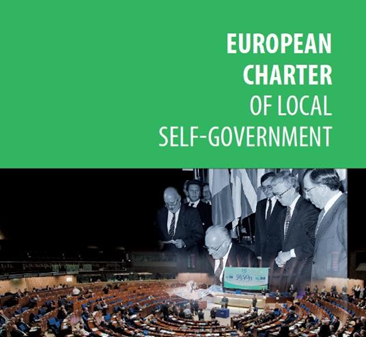 EUROPEAN
CHARTER
OF LOCAL
SELF-GOVERNMENT